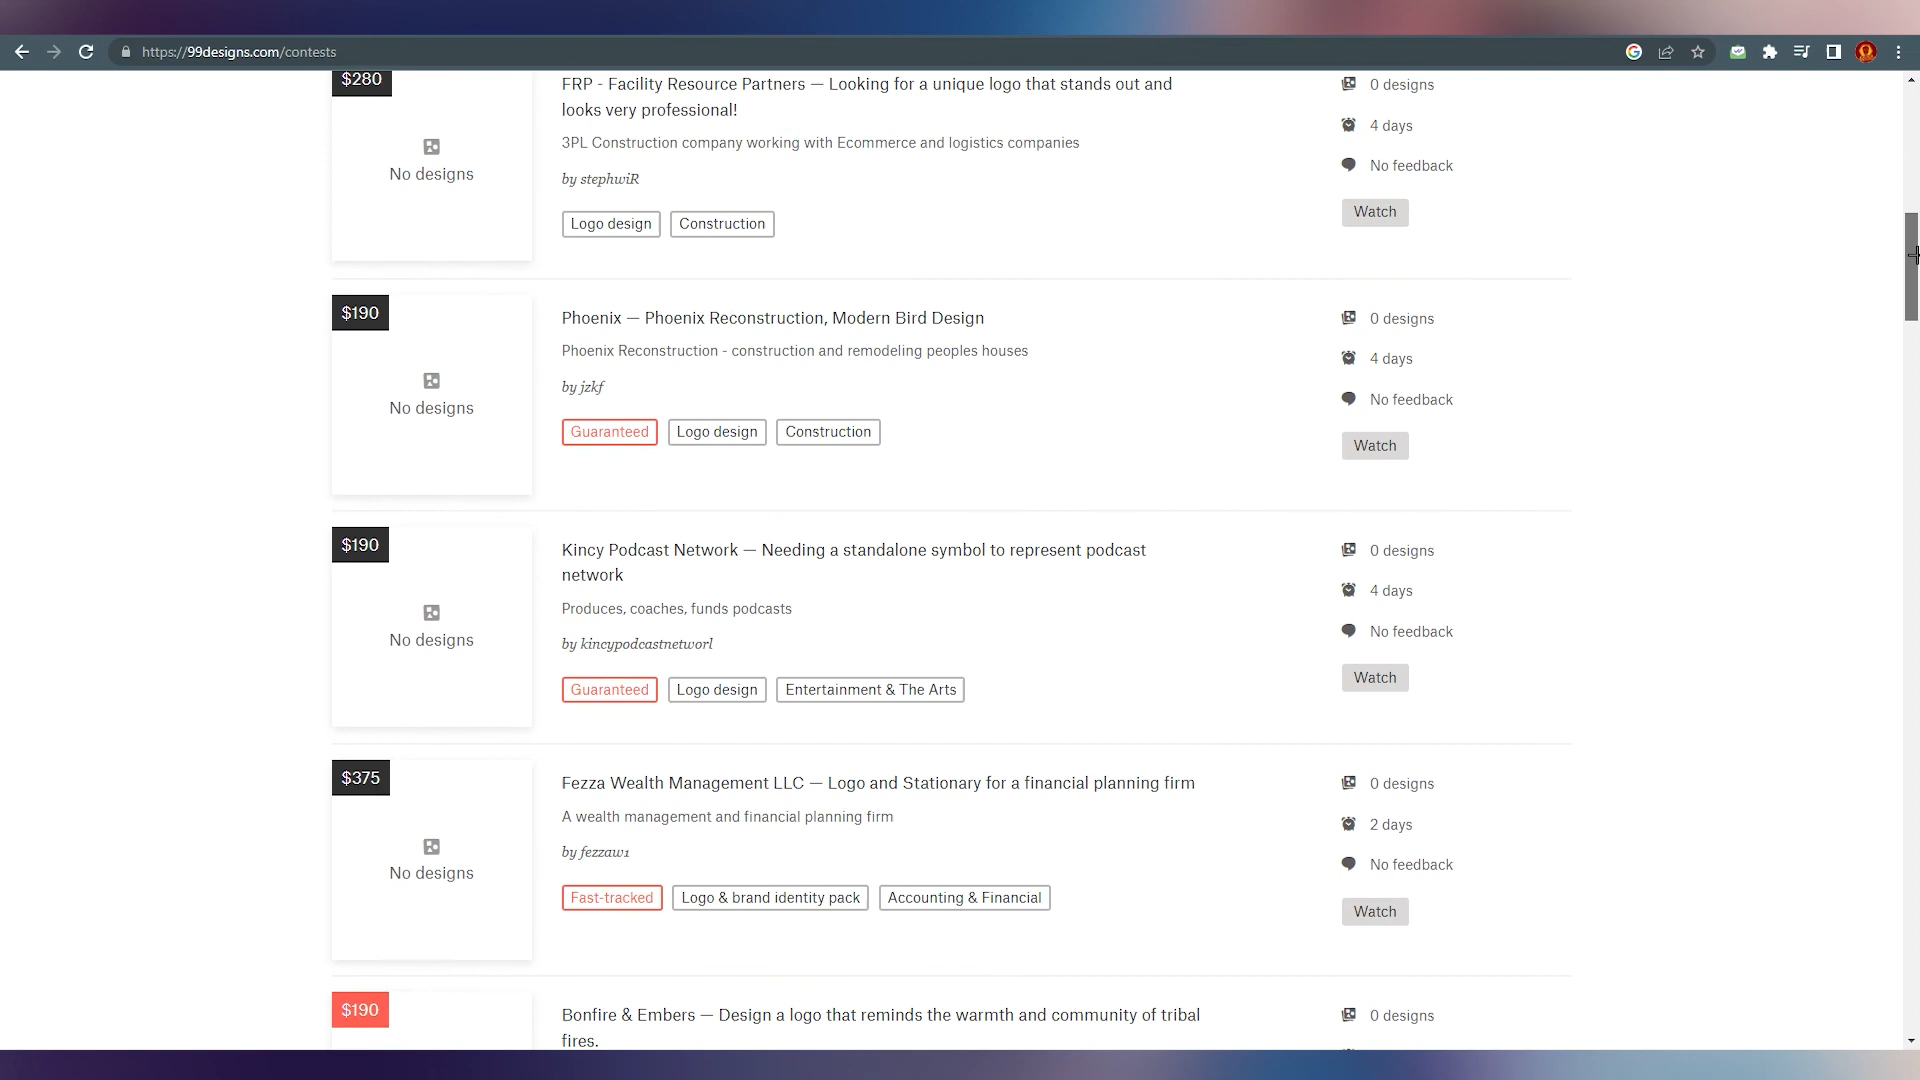 https://99designs.com/contests
$280
FRP - Facility Resource Partners — Looking for a unique logo that stands out and
looks very professional!
3PL Construction company working with Ecommerce and logistics companies
by stephwiR
Logo design
Construction
No designs
0 designs
4 days
No feedback
Watch
$190
No designs
Phoenix — Phoenix Reconstruction, Modern Bird Design
Phoenix Reconstruction - construction and remodeling peoples houses
by jzkf
Guaranteed
Logo design
Construction
0 designs
4 days
No feedback
Watch
$190
No designs
Kincy Podcast Network — Needing a standalone symbol to represent podcast
network
Produces, coaches, funds podcasts
by kincypodcastnetworl
Guaranteed
Logo design
Entertainment & The Arts
0 designs
4 days
No feedback
Watch
$375
No designs
Fezza Wealth Management LLC — Logo and Stationary for a financial planning firm
A wealth management and financial planning firm
by fezzaw1
Fast-tracked
Logo & brand identity pack
Accounting & Financial
0 designs
2 days
No feedback
Watch
$190
Bonfire & Embers — Design a logo that reminds the warmth and community of tribal
fires.
0 designs